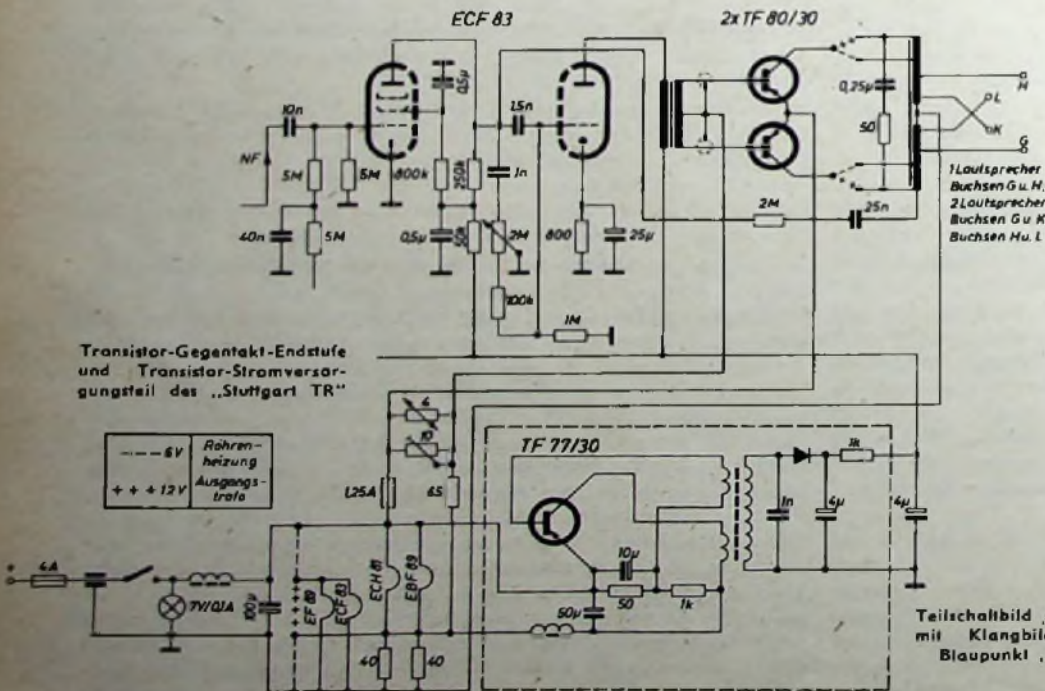 ECF 83
2x TF 80/30
0,5µ
10n
1,5n
0,25µ
50
H
L
K
G
NF
5M
5M
800k
250k
1n
1 Lautsprecher
Buchsen G u. H,
2 Lautsprecher
Buchsen G u. K
Buchsen H u. L
2M
25n
40n
5M
0,5µ
50k
2M
800
25µ
100k
1M
Transistor-Gegentakt-Endstufe
und Transistor-Stromversor-
gungsteil des „Stuttgart TR"
4
10
TF 77/30
1k
--- 6V Röhren-
heizung
+ + + 12V Ausgangs-
trafo
1,25A
65
1n
4µ
4µ
4A
ECH 81
EBF 89
10µ
7V/0,1A
100µ
EF 89
ECF 83
50µ
50
1k
40
40
Teilschaltbild
mit Klangbild
Blaupunkt